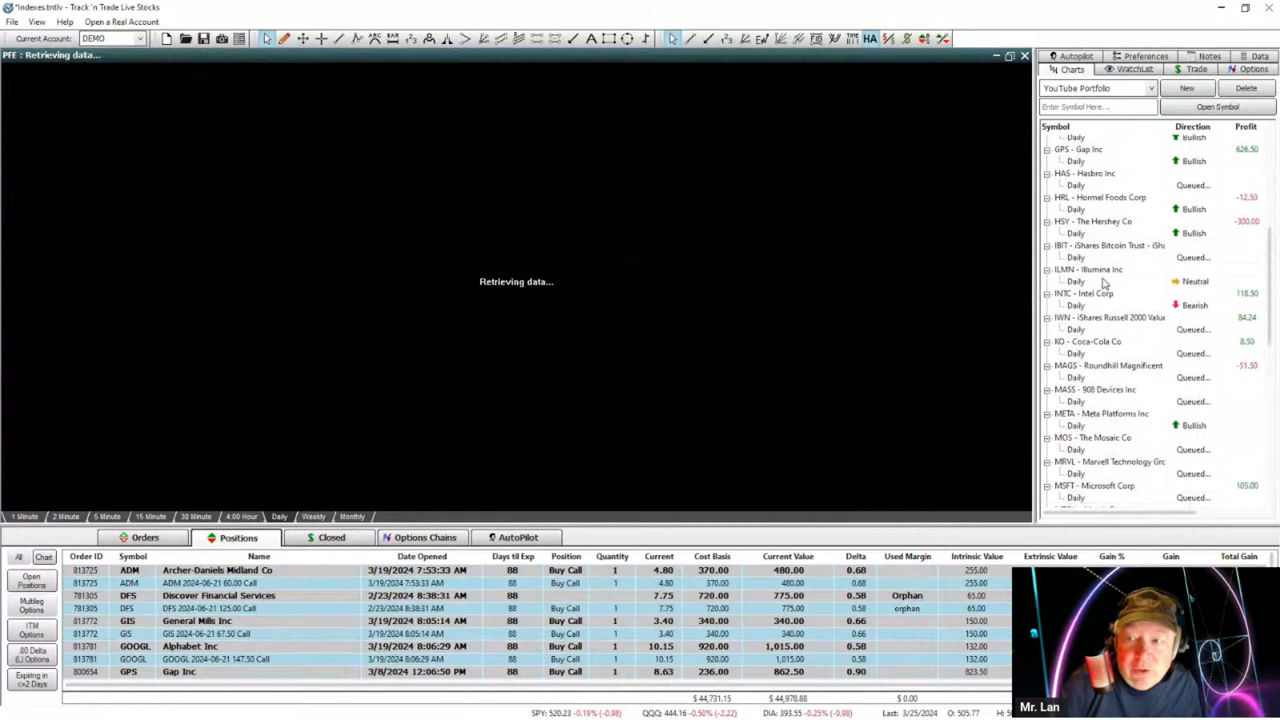 *Indexes.tntlv - Track 'n Trade Live Stocks
File View Help Open a Real Account
Current Account: DEMO
PFE : Retrieving data...
Retrieving data...
1 Minute 2 Minute 5 Minute 15 Minute 30 Minute 4:00 Hour Daily Weekly Monthly
Autopilot Preferences Notes Data
Charts WatchList Trade Options
YouTube Portfolio New Delete
Enter Symbol Here... Open Symbol
Symbol Direction Profit
Daily Bullish
GPS - Gap Inc 626.50
Daily Bullish
HAS - Hasbro Inc
Daily Queued...
HRL - Hormel Foods Corp -12.50
Daily Bullish
HSY - The Hershey Co -300.00
Daily Bullish
IBIT - iShares Bitcoin Trust - iSha
Daily Queued...
ILMN - Illumina Inc
Daily Neutral
INTC - Intel Corp 118.50
Daily Bearish
IWN - iShares Russell 2000 Value 84.24
Daily Queued...
KO - Coca-Cola Co 8.50
Daily Queued...
MAGS - Roundhill Magnificent -51.50
Daily Queued...
MASS - 908 Devices Inc
Daily Queued...
META - Meta Platforms Inc
Daily Bullish
MOS - The Mosaic Co
Daily Queued...
MRVL - Marvell Technology Grc
Daily Queued...
MSFT - Microsoft Corp 105.00
Daily Queued...
Orders Positions Closed Options Chains AutoPilot
All Chart
Open Positions
Multileg Options
ITM Options
.80 Delta (L) Options
Expiring in <=2 Days
Order ID Symbol Name Date Opened Days til Exp Position Quantity Current Cost Basis Current Value Delta Used Margin Intrinsic Value Extrinsic Value Gain % Gain Total Gain
813725 ADM Archer-Daniels Midland Co 3/19/2024 7:53:33 AM 88 Buy Call 1 4.80 370.00 480.00 0.68 255.00
813725 ADM ADM 2024-06-21 60.00 Call 3/19/2024 7:53:33 AM 88 Buy Call 1 4.80 370.00 480.00 0.68 255.00
781305 DFS Discover Financial Services 2/23/2024 8:38:31 AM 88 7.75 720.00 775.00 0.58 Orphan 65.00
781305 DFS DFS 2024-06-21 125.00 Call 2/23/2024 8:38:31 AM 88 Buy Call 1 7.75 720.00 775.00 0.58 orphan 65.00
813772 GIS General Mills Inc 3/19/2024 8:05:14 AM 88 Buy Call 1 3.40 340.00 340.00 0.66 150.00
813772 GIS GIS 2024-06-21 67.50 Call 3/19/2024 8:05:14 AM 88 Buy Call 1 3.40 340.00 340.00 0.66 150.00
813781 GOOGL Alphabet Inc 3/19/2024 8:06:29 AM 88 Buy Call 1 10.15 920.00 1,015.00 0.58 132.00
813781 GOOGL GOOGL 2024-06-21 147.50 Call 3/19/2024 8:06:29 AM 88 Buy Call 1 10.15 920.00 1,015.00 0.58 132.00
800654 GPS Gap Inc 3/8/2024 12:06:50 PM 88 Buy Call 1 8.63 236.00 862.50 0.90 823.50
$ 44,731.15 $ 44,978.88 $ 0.00
SPY: 520.23 -0.19% (-0.98) QQQ: 444.16 -0.50% (-2.22) DIA: 393.55 -0.25% (-0.98) Last: 3/25/2024 O: 505.77
Mr. Lan